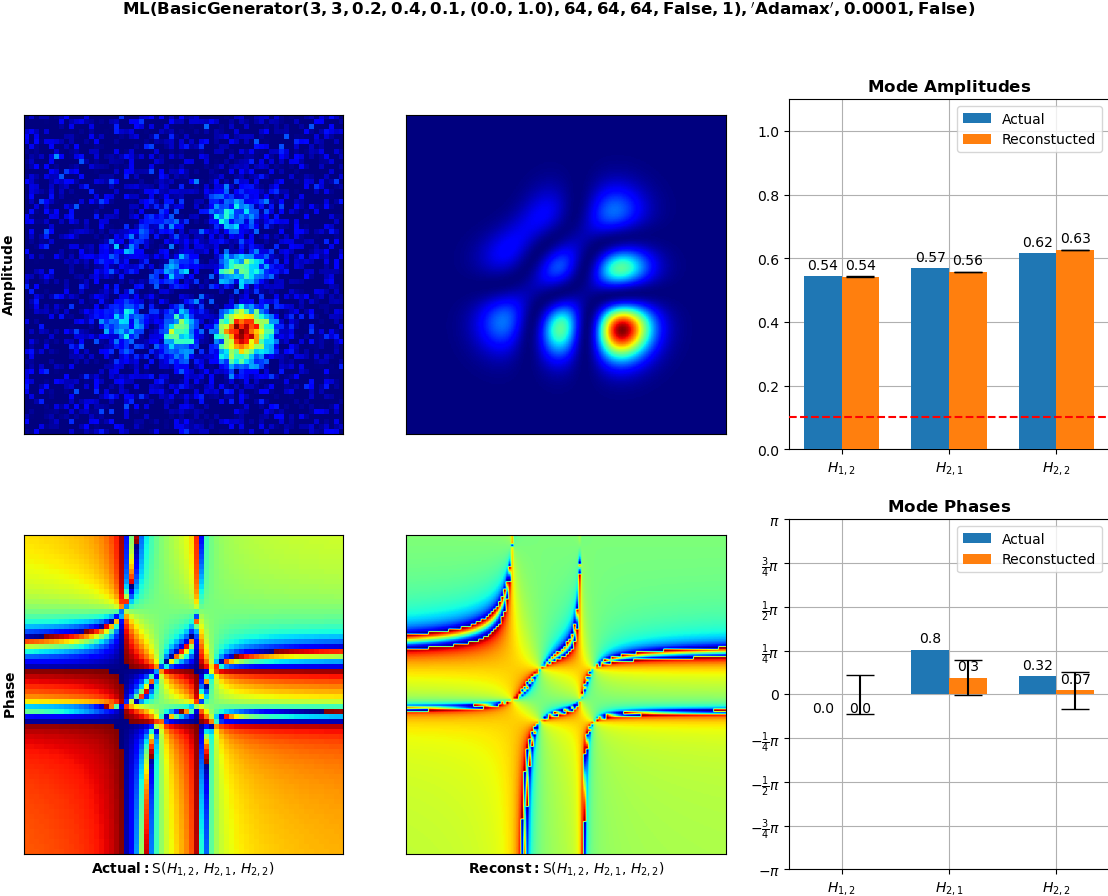 ML(BasicGenerator(3, 3, 0.2, 0.4, 0.1, (0.0, 1.0), 64, 64, 64, False, 1), ′Adamax′, 0.0001, False)
Mode Amplitudes
Amplitude
1.0
0.8
0.6
0.4
0.2
0.0
Actual
Reconstucted
0.54 0.54
0.57 0.56
0.62 0.63
H1,2 H2,1 H2,2
Mode Phases
Phase
π
3/4π
1/2π
1/4π
0
−1/4π
−1/2π
−3/4π
−π
Actual
Reconstucted
0.0 0.0
0.8 0.3
0.32 0.07
H1,2 H2,1 H2,2
Actual: S(H1,2, H2,1, H2,2)
Reconst: S(H1,2, H2,1, H2,2)